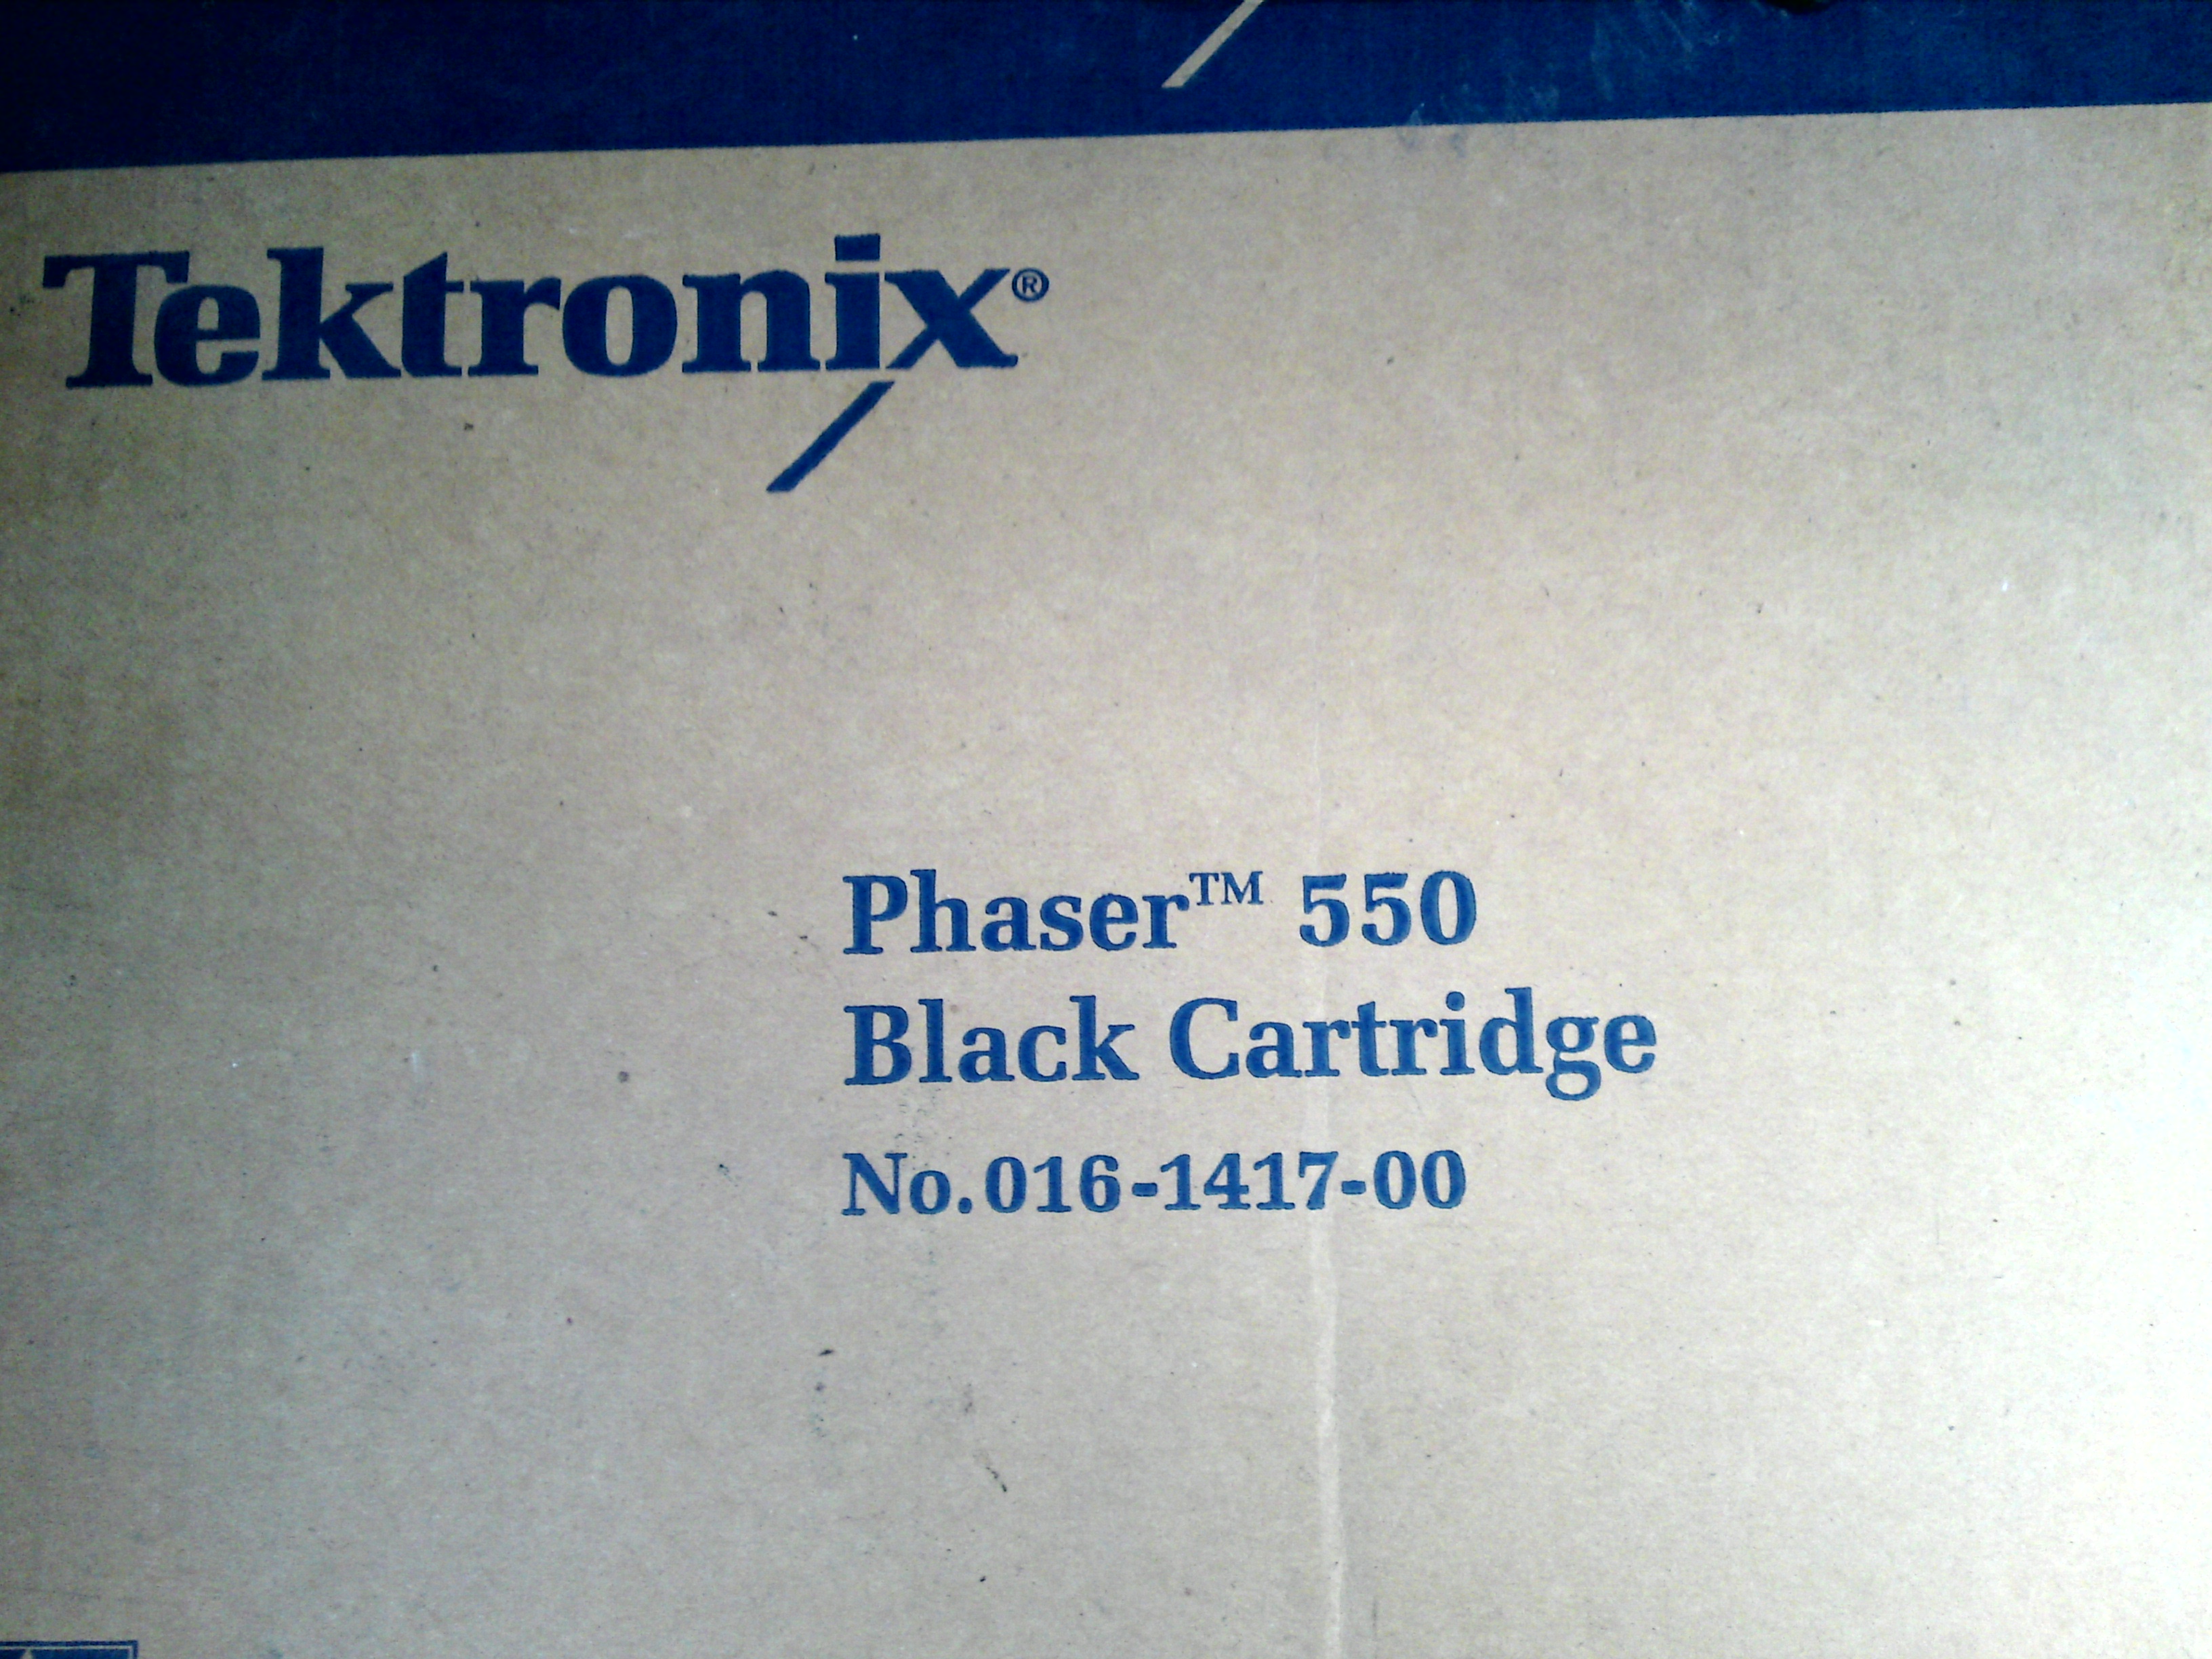 Tektronix®
Phaser™ 550
Black Cartridge
No.016-1417-00